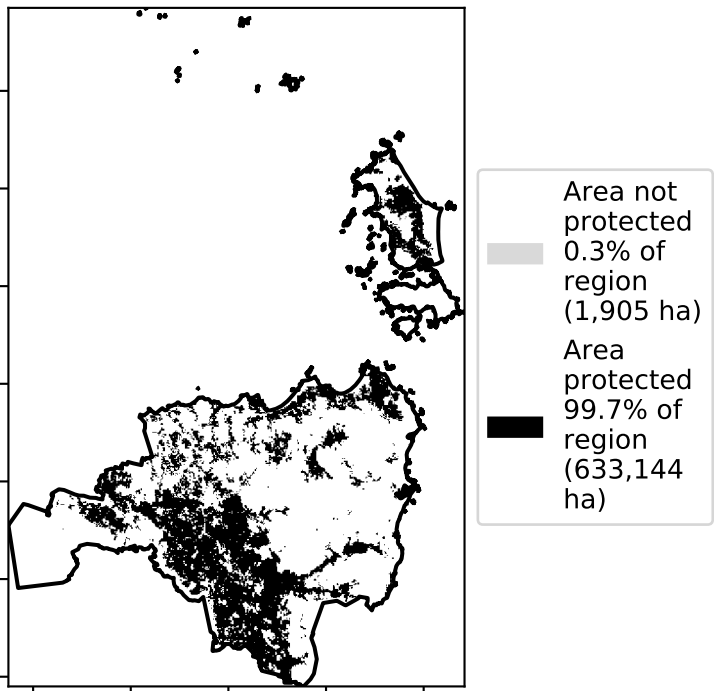 Area not
protected
0.3% of
region
(1,905 ha)
Area
protected
99.7% of
region
(633,144
ha)